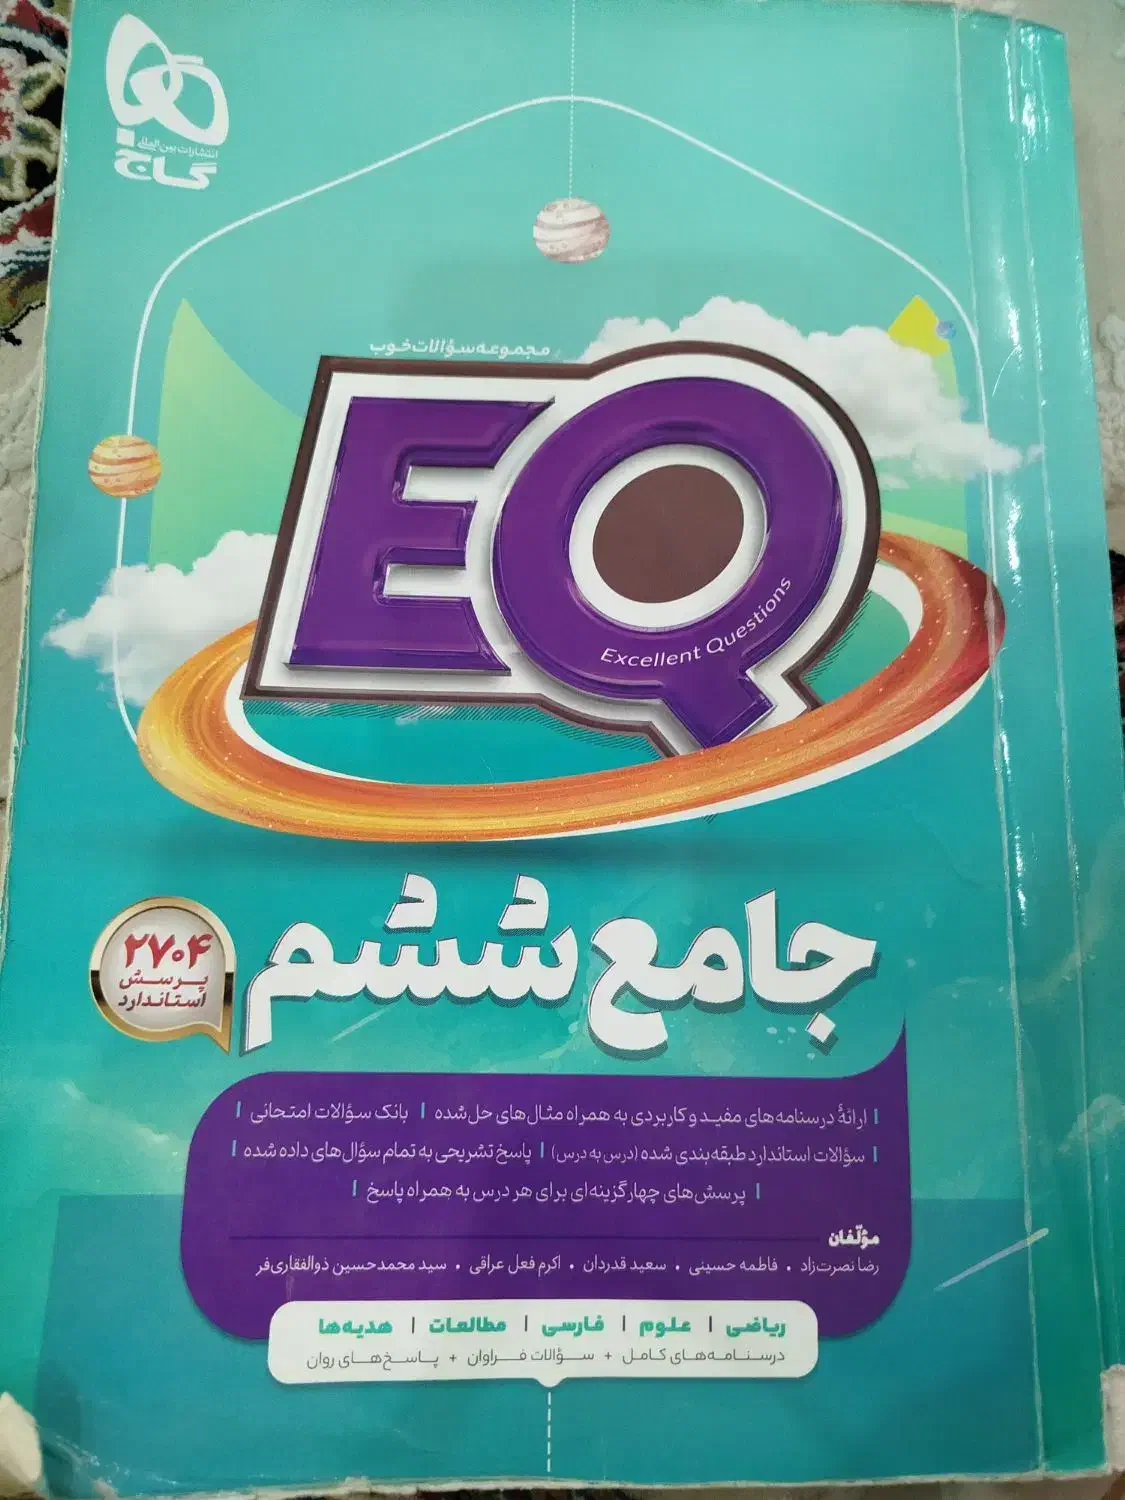 انتشارات بین‌المللی
گاج
مجموعه سؤالات خوب
EQ
Excellent Questions
جامع ششم
۲۷۰۴
پرسش
استاندارد
| ارائهٔ درسنامه‌های مفید و کاربردی به همراه مثال‌های حل‌شده | بانک سؤالات امتحانی |
| سؤالات استاندارد طبقه‌بندی شده (درس به درس) | پاسخ تشریحی به تمام سؤال‌های داده شده |
| پرسش‌های چهارگزینه‌ای برای هر درس به همراه پاسخ |
مؤلّفان
رضا نصرت‌زاد • فاطمه حسینی • سعید قدردان • اکرم فعل عراقی • سید محمدحسین ذوالفقاری‌فر
ریاضی | علوم | فارسی | مطالعات | هدیه‌ها
درسنامه‌های کامل + سؤالات فراوان + پاسخ‌های روان